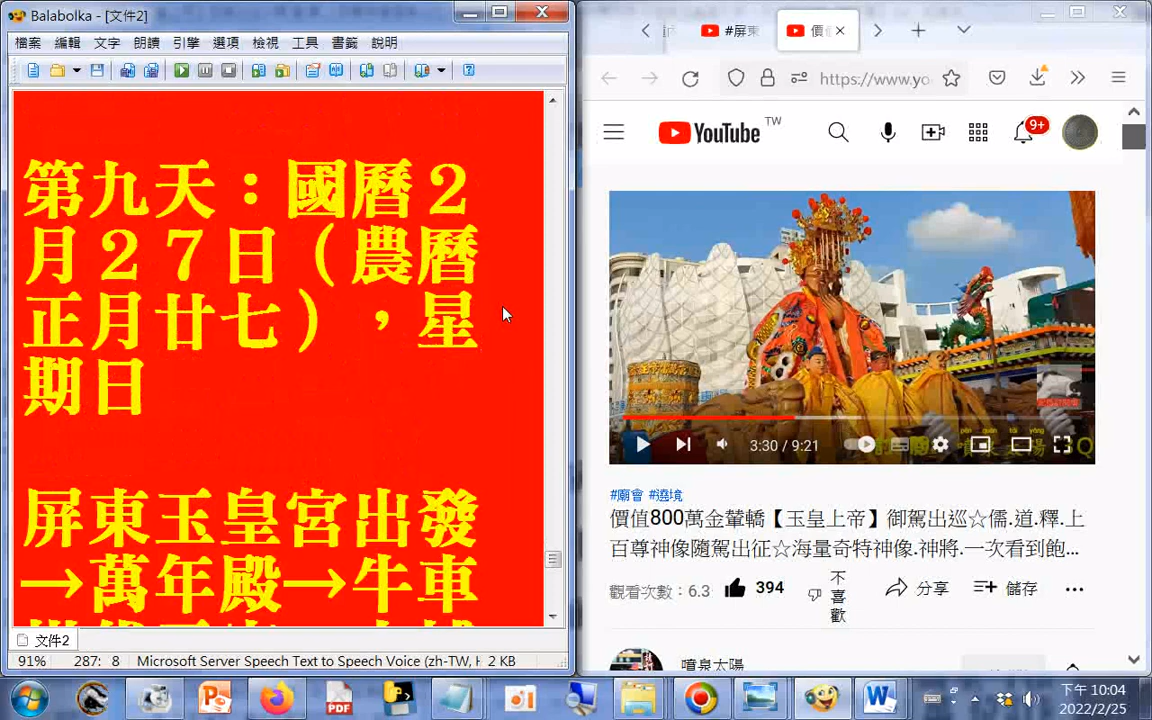 Balabolka - [文件2]
檔案 編輯 文字 朗讀 引擎 選項 檢視 工具 書籤 說明
第九天：國曆２
月２７日（農曆
正月廿七），星
期日
屏東玉皇宮出發
→萬年殿→牛車
文件2
91% 287: 8 Microsoft Server Speech Text to Speech Voice (zh-TW, H 2 KB
#屏東
價
https://www.yo
YouTube TW
9+
3:30 / 9:21
#廟會 #遶境
價值800萬金輦轎【玉皇上帝】御駕出巡☆儒.道.釋.上
百尊神像隨駕出征☆海量奇特神像.神將.一次看到飽...
觀看次數：6.3
394
不喜歡
分享
儲存
噴泉太陽
下午 10:04
2022/2/25